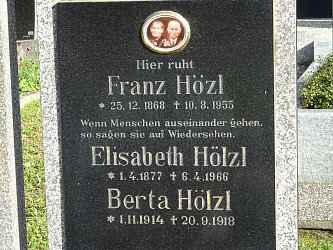 Hier ruht
Franz Hözl
* 25. 12. 1868 † 10. 8. 1955
Wenn Menschen auseinander gehen,
so sagen sie auf Wiedersehen.
Elisabeth Hölzl
* 1. 4. 1877 † 6. 4. 1966
Berta Hölzl
* 1. 11. 1914 † 20. 9. 1918